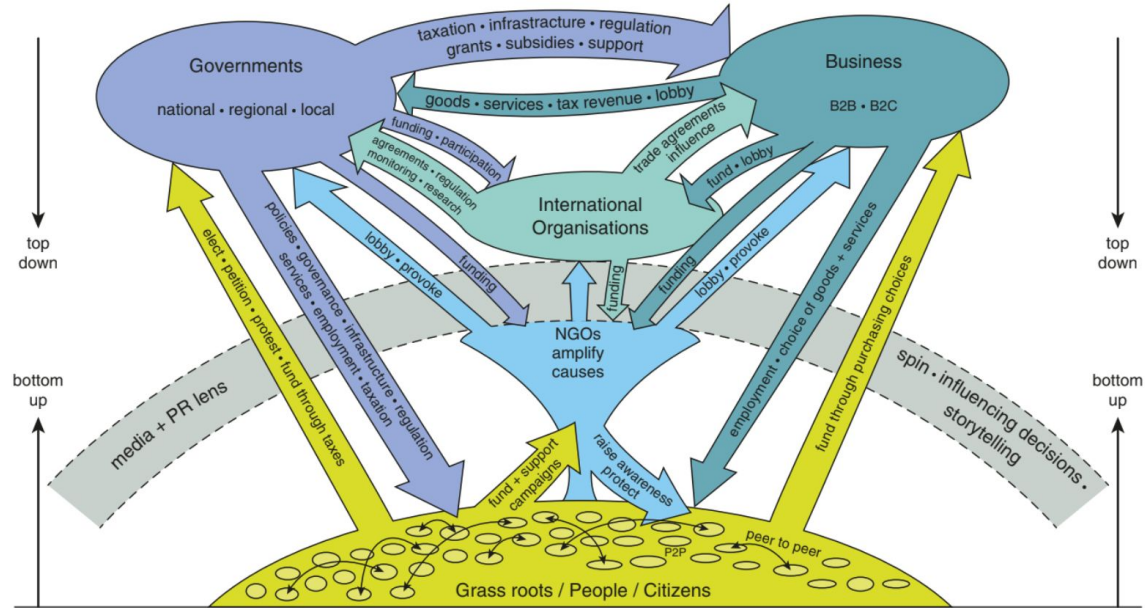 taxation • infrastracture • regulation
grants • subsidies • support
Governments
national • regional • local
Business
B2B • B2C
goods • services • tax revenue • lobby
funding • participation
agreements • regulation
monitoring • research
trade agreements
influence
fund • lobby
International
Organisations
top
down
top
down
lobby • provoke
funding
funding
funding
lobby • provoke
elect • petition • protest • fund through taxes
policies • governance • infrastructure • regulation
services • employment • taxation
employment • choice of goods + services
fund through purchasing choices
NGOs
amplify
causes
media + PR lens
spin • influencing decisions •
storytelling
bottom
up
bottom
up
fund + support
campaigns
raise awareness
protect
peer to peer
P2P
Grass roots / People / Citizens